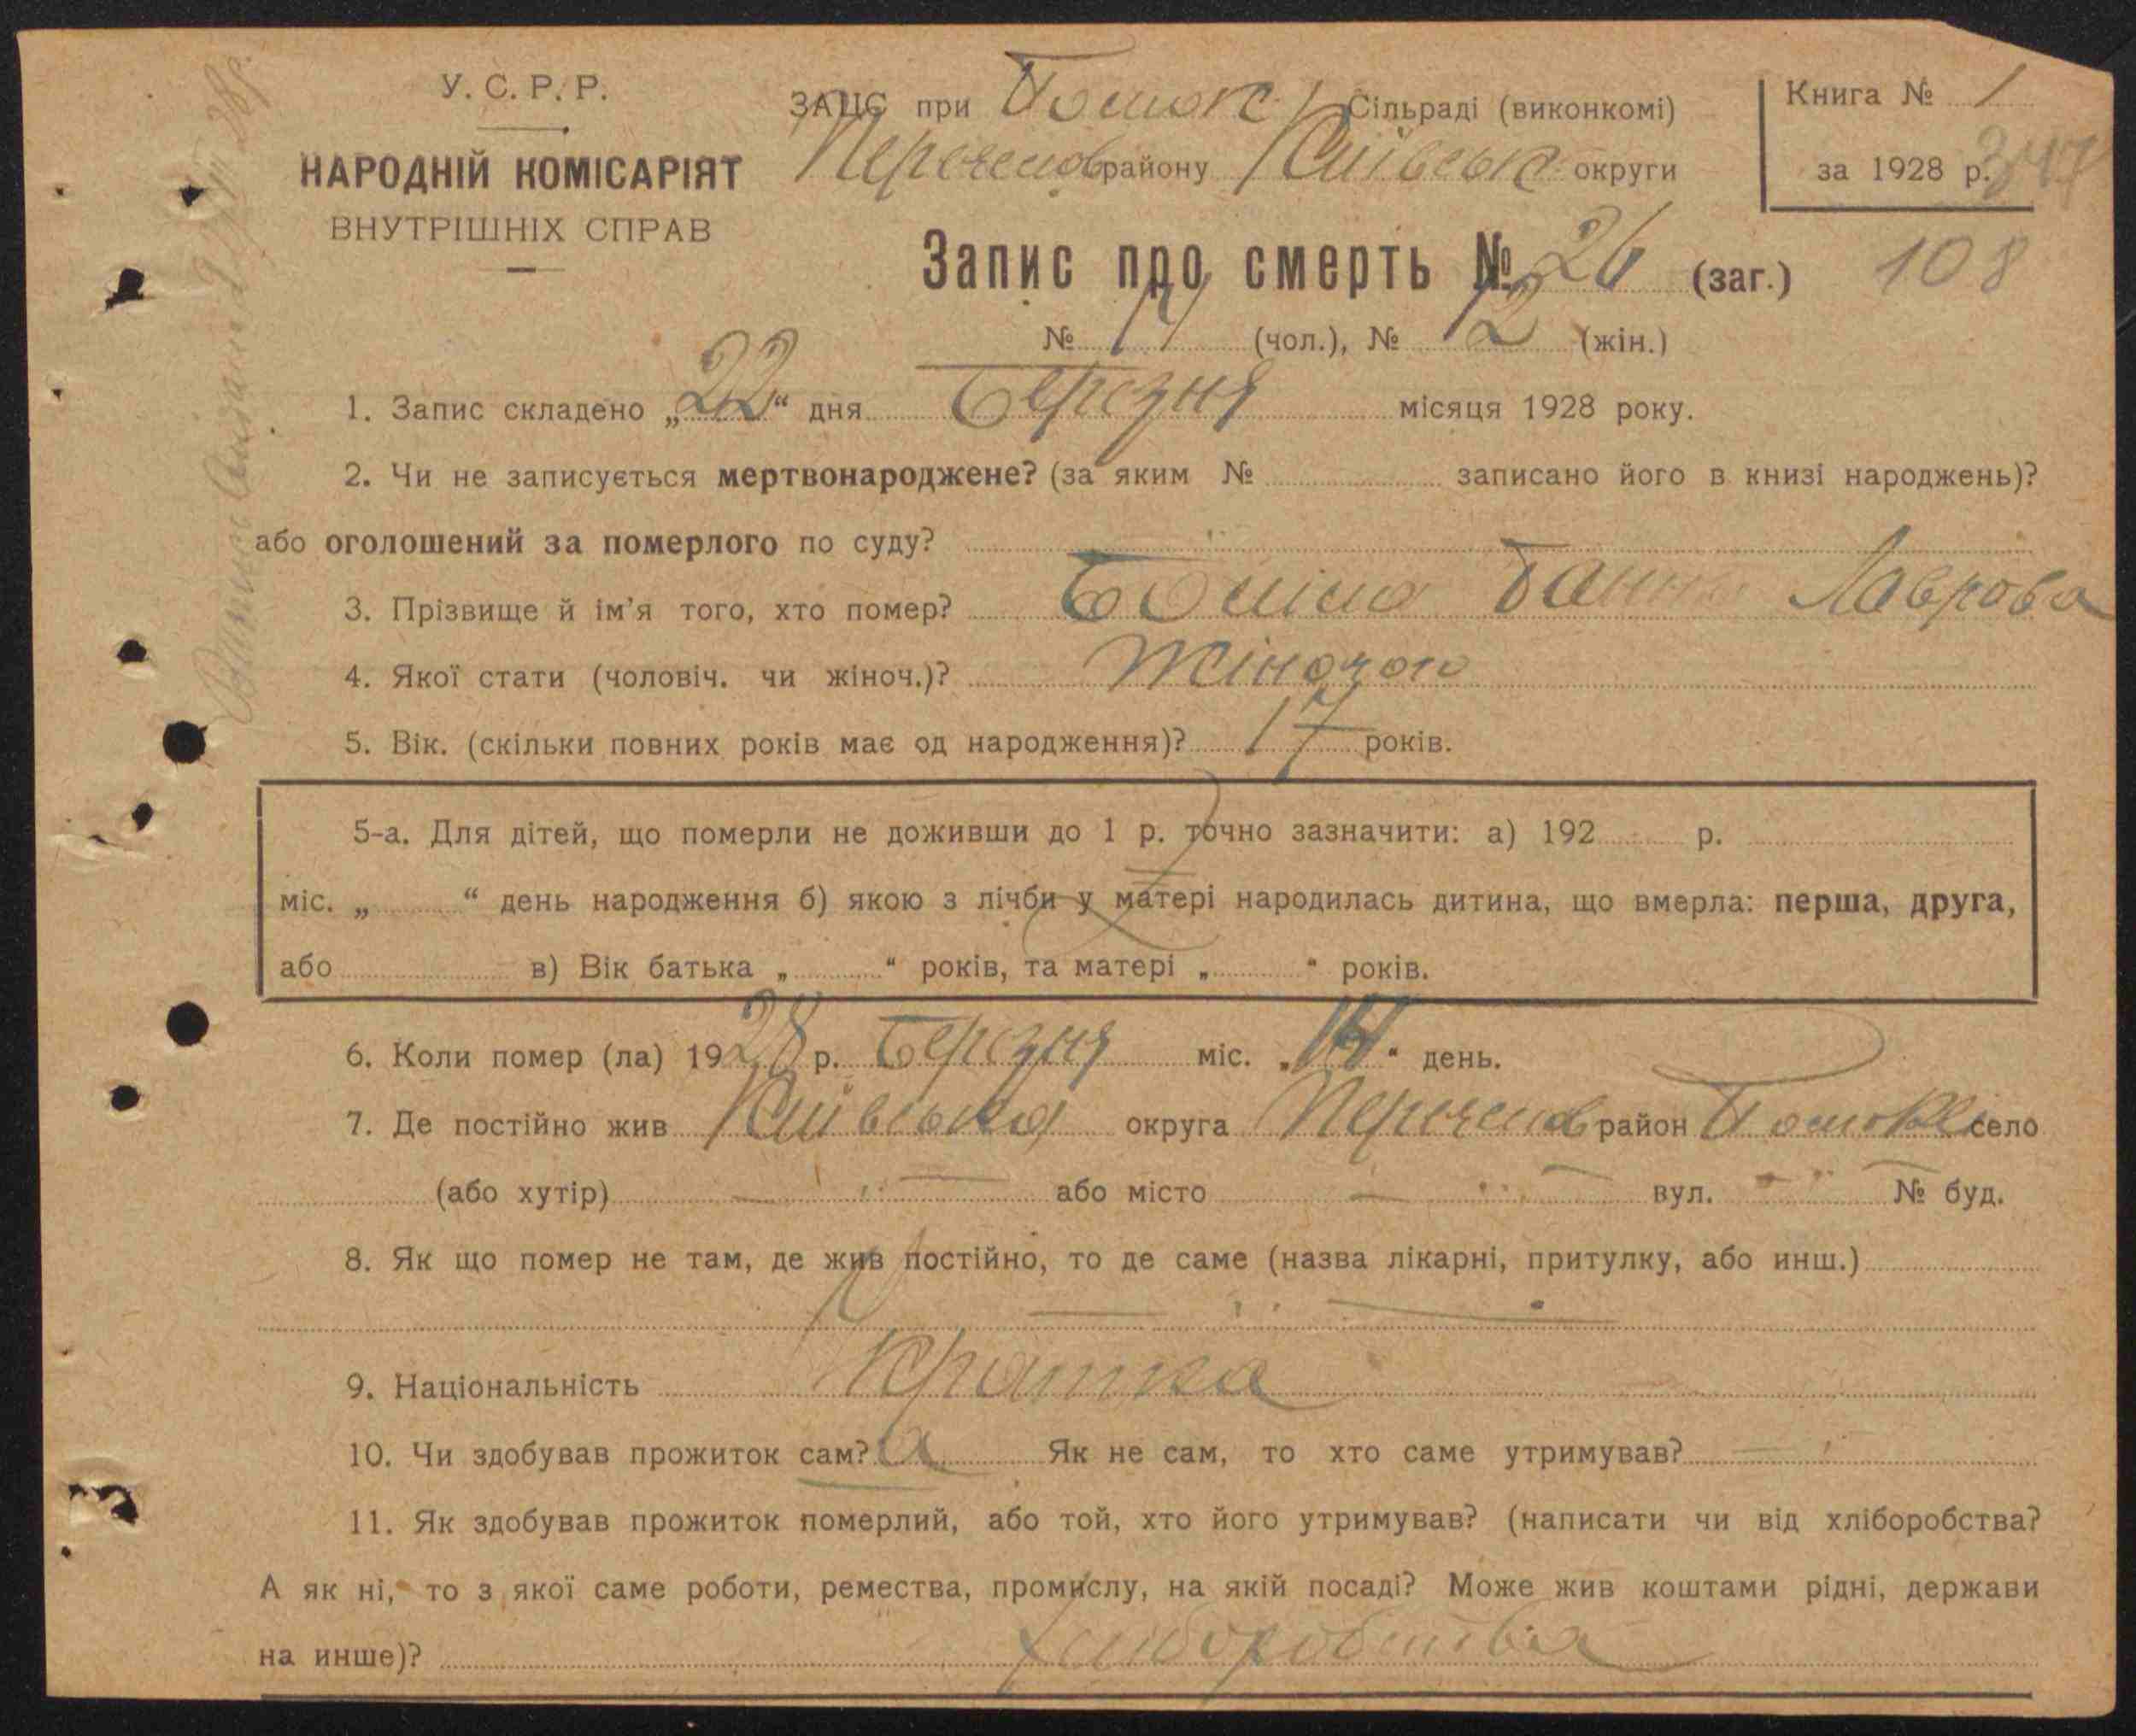 У. С. Р. Р.
НАРОДНІЙ КОМІСАРІЯТ
ВНУТРІШНІХ СПРАВ
ЗАЦС при Потокс Сільраді (виконкомі)
району Київськ округи
Книга № 1
за 1928 р. 347
Запис про смерть № 26 (заг.) 108
№ 14 (чол.), № 12 (жін.)
1. Запис складено „22“ дня Березня місяця 1928 року.
2. Чи не записується мертвонароджене? (за яким № записано його в книзі народжень)?
або оголошений за померлого по суду?
3. Прізвище й ім'я того, хто помер? Ганна Лаврова
4. Якої стати (чоловіч. чи жіноч.)? Жіночою
5. Вік. (скільки повних років має од народження)? 17 років.
5-а. Для дітей, що померли не доживши до 1 р. точно зазначити: а) 192 р.
міс. „ “ день народження б) якою з лічби у матері народилась дитина, що вмерла: перша, друга,
або в) Вік батька „ “ років, та матері „ “ років.
6. Коли помер (ла) 1928 р. Березня міс. „ “ день.
7. Де постійно жив Київська округа район Потоки село
(або хутір) або місто вул. № буд.
8. Як що помер не там, де жив постійно, то де саме (назва лікарні, притулку, або инш.)
9. Національність
10. Чи здобував прожиток сам? а Як не сам, то хто саме утримував?
11. Як здобував прожиток померлий, або той, хто його утримував? (написати чи від хліборобства?
А як ні, то з якої саме роботи, ремества, промислу, на якій посаді? Може жив коштами рідні, держави
на инше)? хліборобства